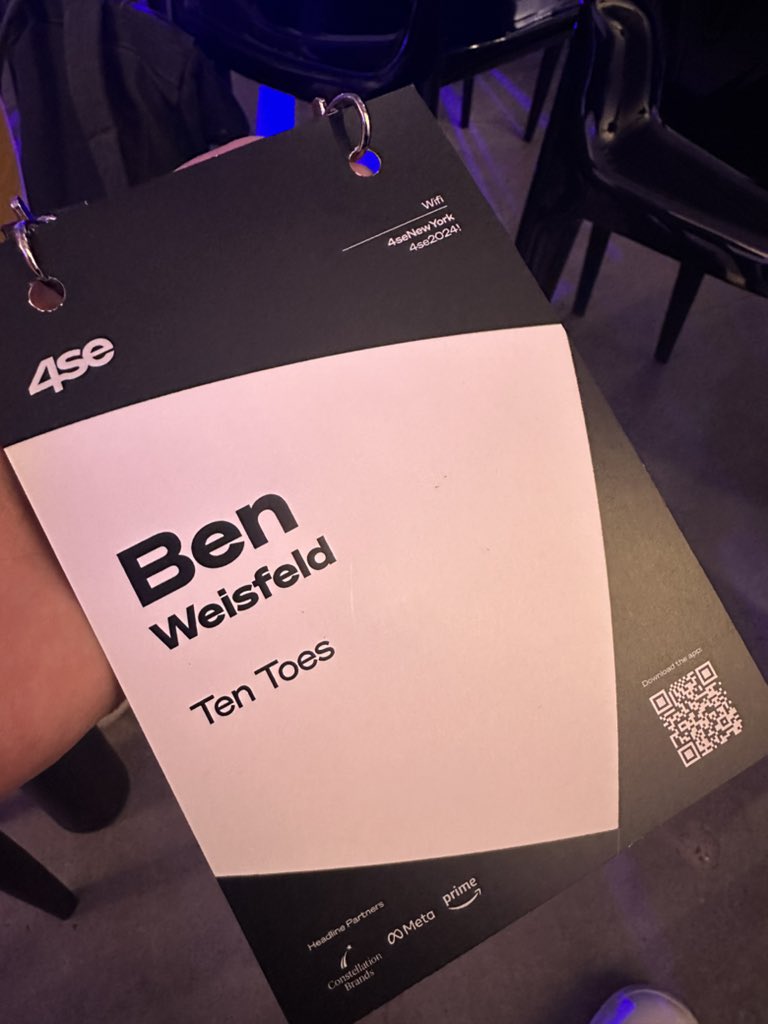 Wifi
4seNewYork
4se2024!
4se
Ben
Weisfeld
Ten Toes
Download the app:
Headline Partners
Constellation
Brands
Meta
prime